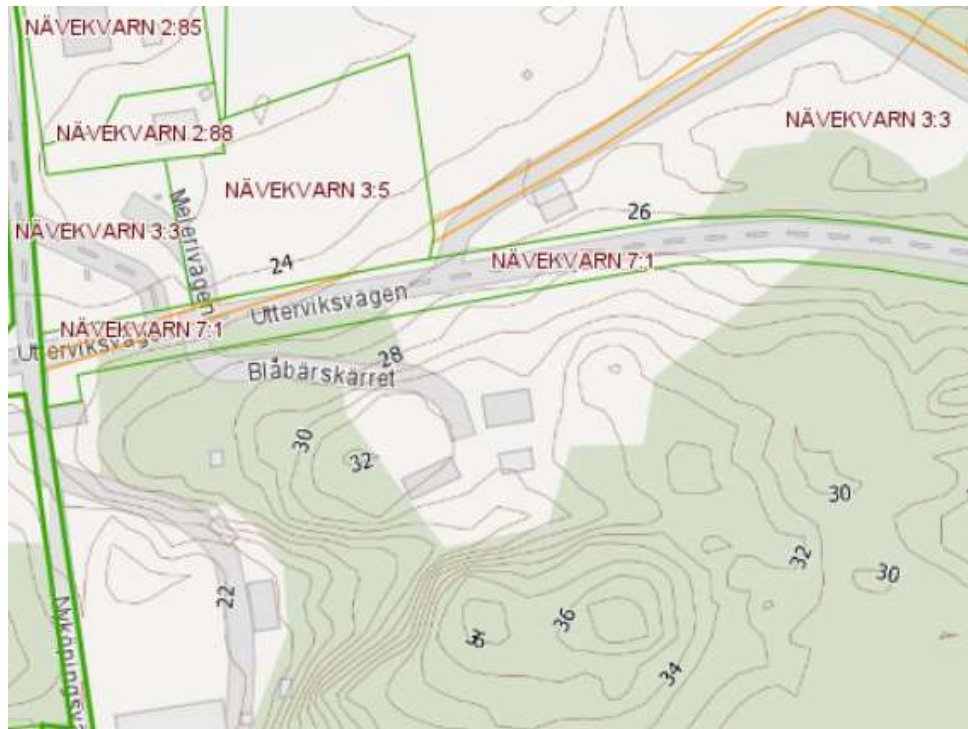 NÄVEKVARN 2:85
NÄVEKVARN 2:88
NÄVEKVARN 3:3
NÄVEKVARN 3:5
Mejerivägen
26
NÄVEKVARN 3:3
24
NÄVEKVARN 7:1
Utterviksvägen
NÄVEKVARN 7:1
28
Blåbärskärret
30
32
30
32
30
22
36
34